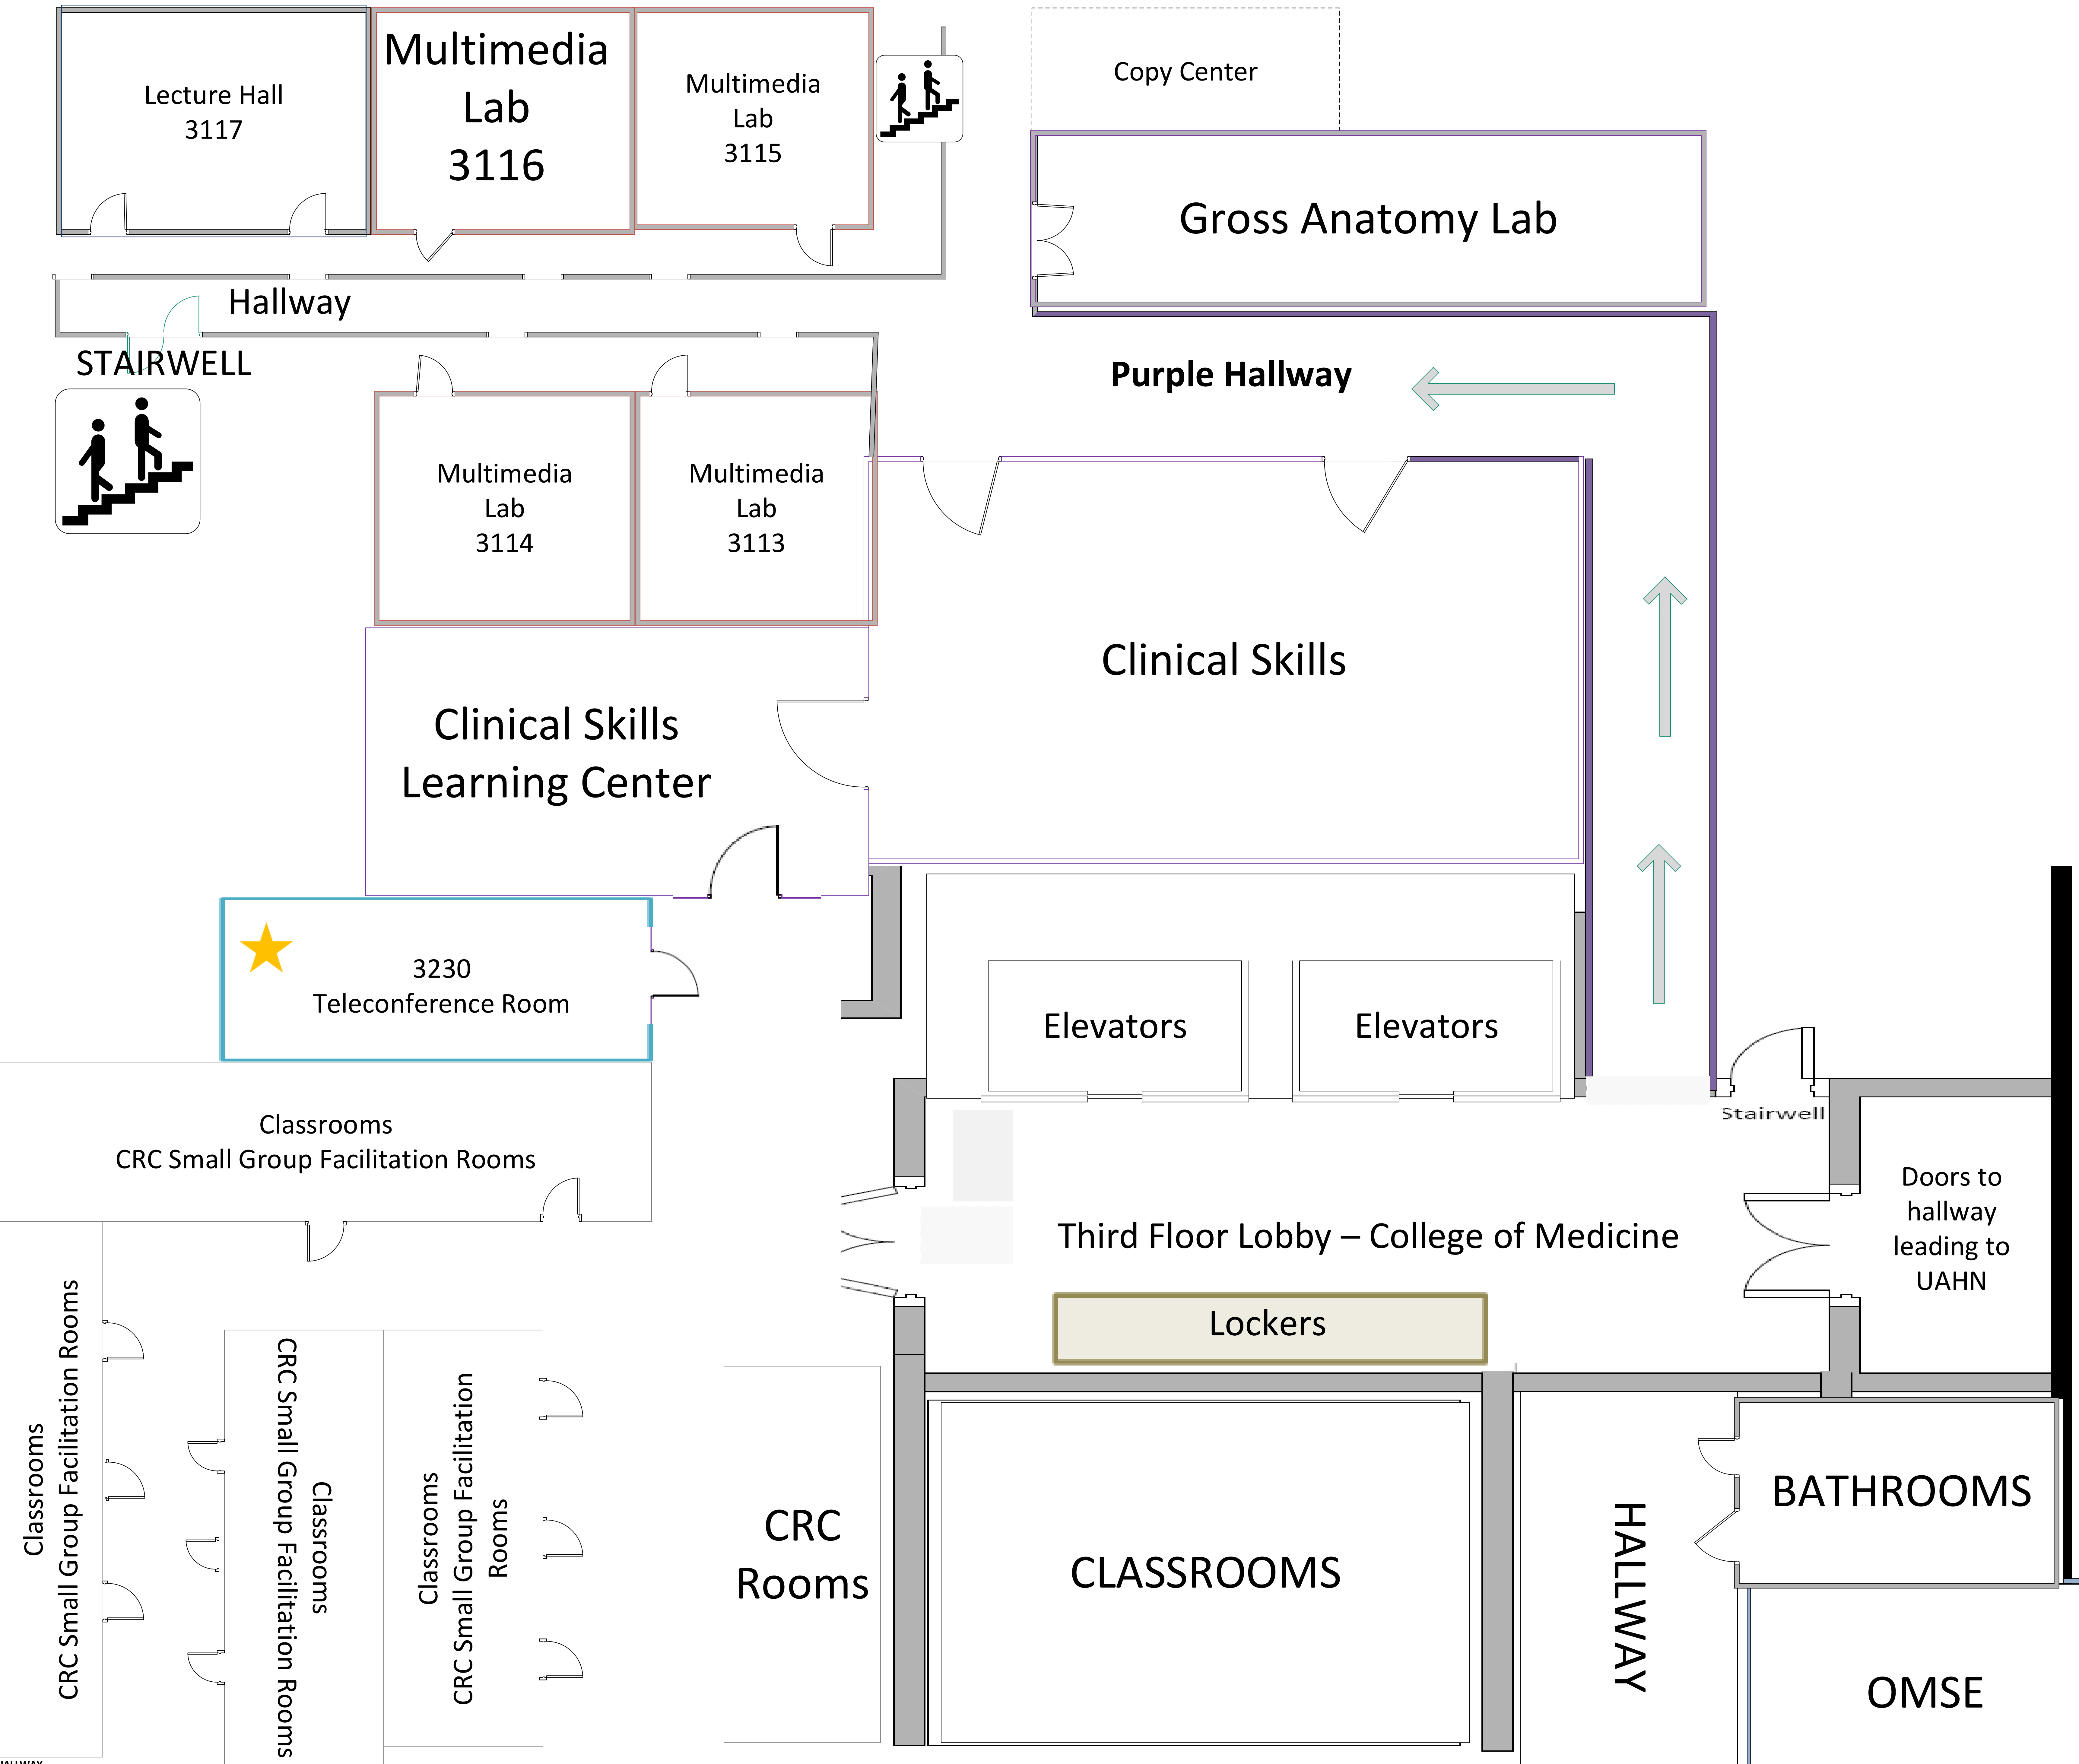 Lecture Hall
3117
Multimedia
Lab
3116
Multimedia
Lab
3115
Copy Center
Gross Anatomy Lab
Hallway
STAIRWELL
Purple Hallway
Multimedia
Lab
3114
Multimedia
Lab
3113
Clinical Skills
Clinical Skills
Learning Center
3230
Teleconference Room
Elevators
Elevators
Stairwell
Classrooms
CRC Small Group Facilitation Rooms
Third Floor Lobby – College of Medicine
Doors to
hallway
leading to
UAHN
Lockers
Classrooms
CRC Small Group Facilitation Rooms
Classrooms
CRC Small Group Facilitation Rooms
Classrooms
CRC Small Group Facilitation
Rooms
CRC
Rooms
CLASSROOMS
HALLWAY
BATHROOMS
OMSE